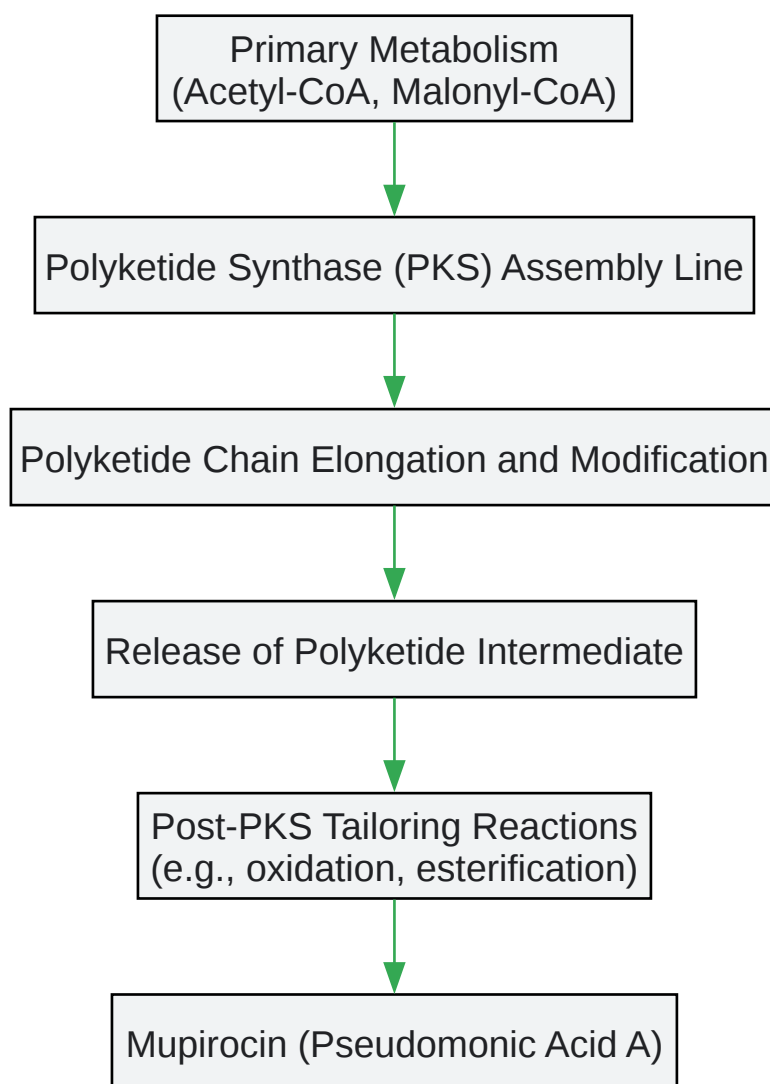 Primary Metabolism
(Acetyl-CoA, Malonyl-CoA)
Polyketide Synthase (PKS) Assembly Line
Polyketide Chain Elongation and Modification
Release of Polyketide Intermediate
Post-PKS Tailoring Reactions
(e.g., oxidation, esterification)
Mupirocin (Pseudomonic Acid A)